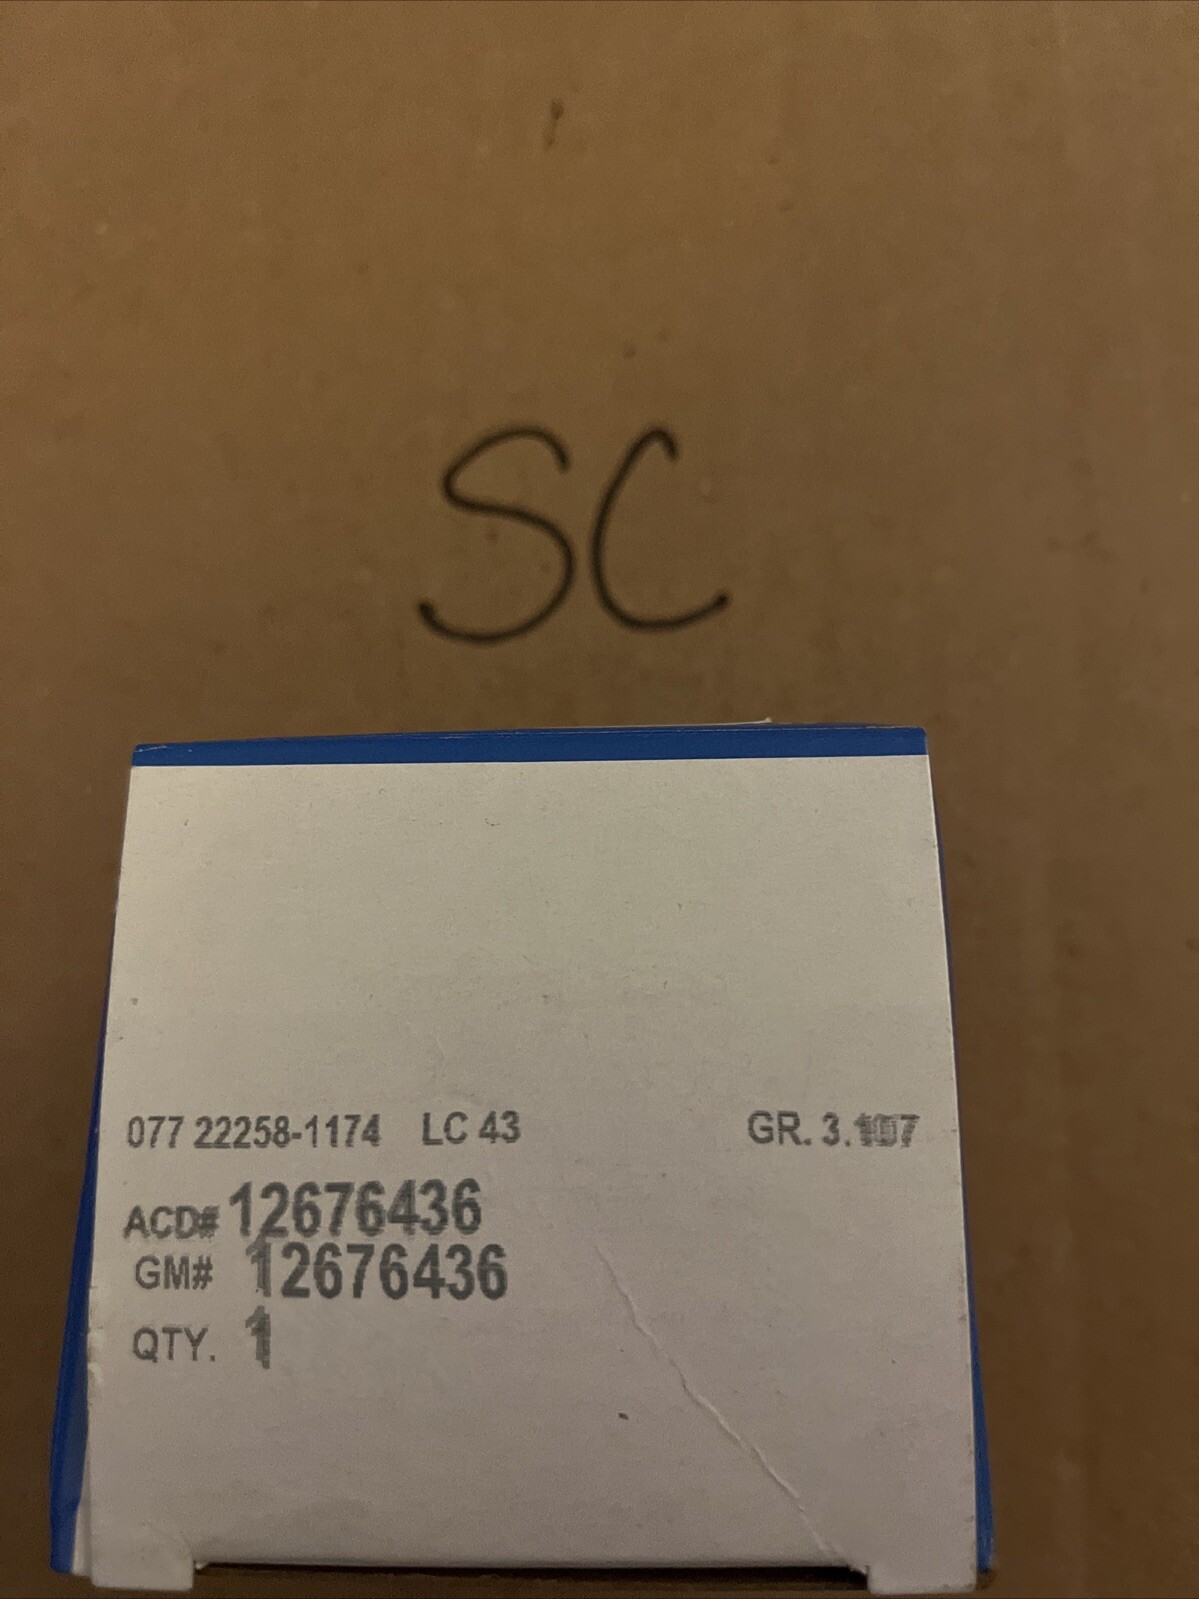 SC
077 22258-1174 LC 43 GR. 3.107
ACD# 12676436
GM# 12676436
QTY. 1